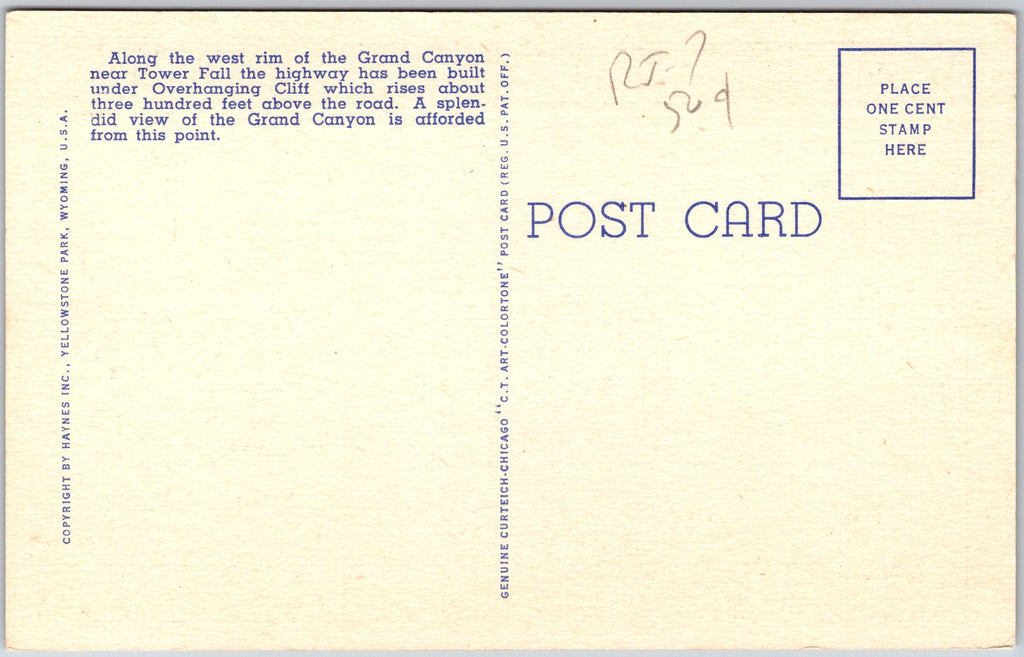 Along the west rim of the Grand Canyon
near Tower Fall the highway has been built
under Overhanging Cliff which rises about
three hundred feet above the road. A splen-
did view of the Grand Canyon is afforded
from this point.
COPYRIGHT BY HAYNES INC., YELLOWSTONE PARK, WYOMING, U.S.A.
GENUINE CURTEICH-CHICAGO "C.T. ART-COLORTONE" POST CARD (REG. U.S. PAT. OFF.)
POST CARD
PLACE
ONE CENT
STAMP
HERE